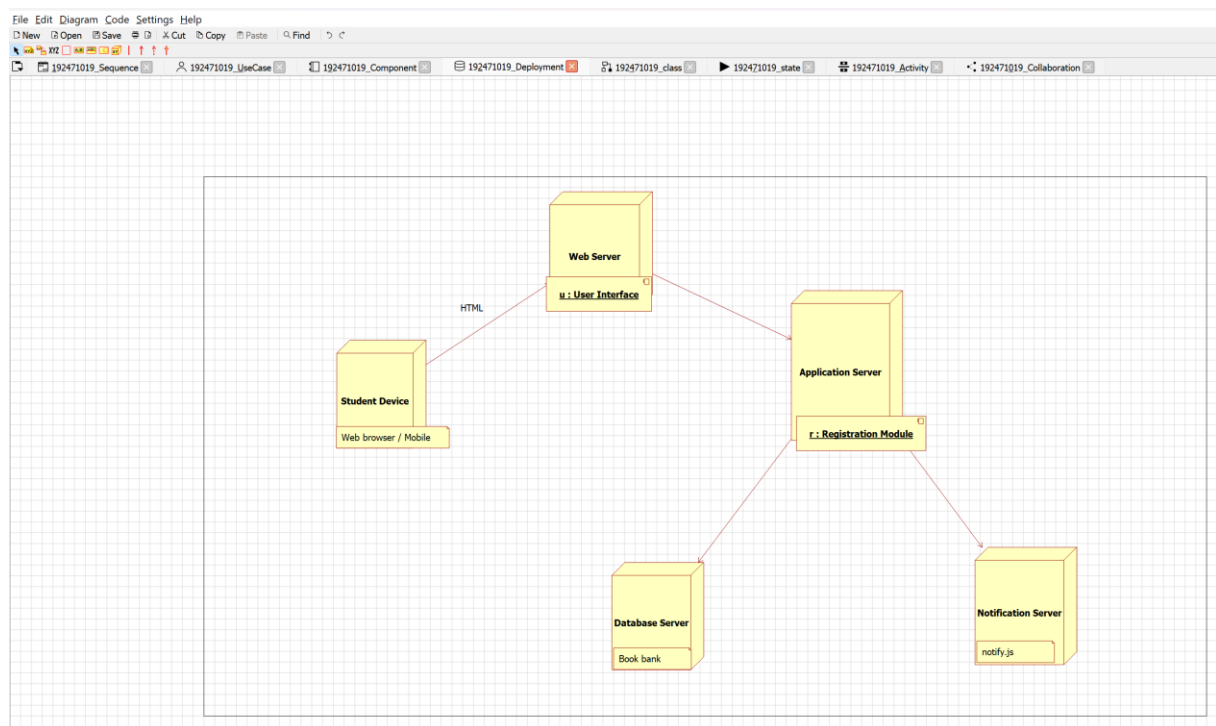 File Edit Diagram Code Settings Help
New Open Save Cut Copy Paste Find
XYZ
192471019_Sequence 192471019_UseCase 192471019_Component 192471019_Deployment 192471019_class 192471019_state 192471019_Activity 192471019_Collaboration
Web Server
u : User Interface
HTML
Application Server
Student Device
r : Registration Module
Web browser / Mobile
Notification Server
Database Server
notify.js
Book bank